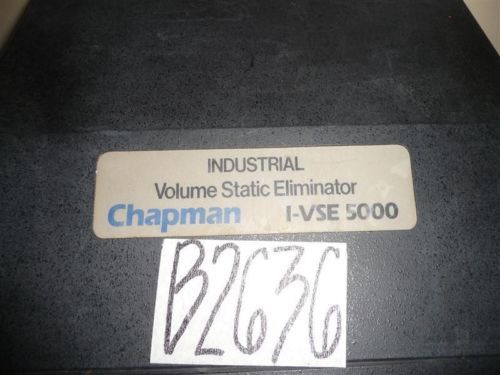 INDUSTRIAL
Volume Static Eliminator
Chapman I-VSE 5000
B2636